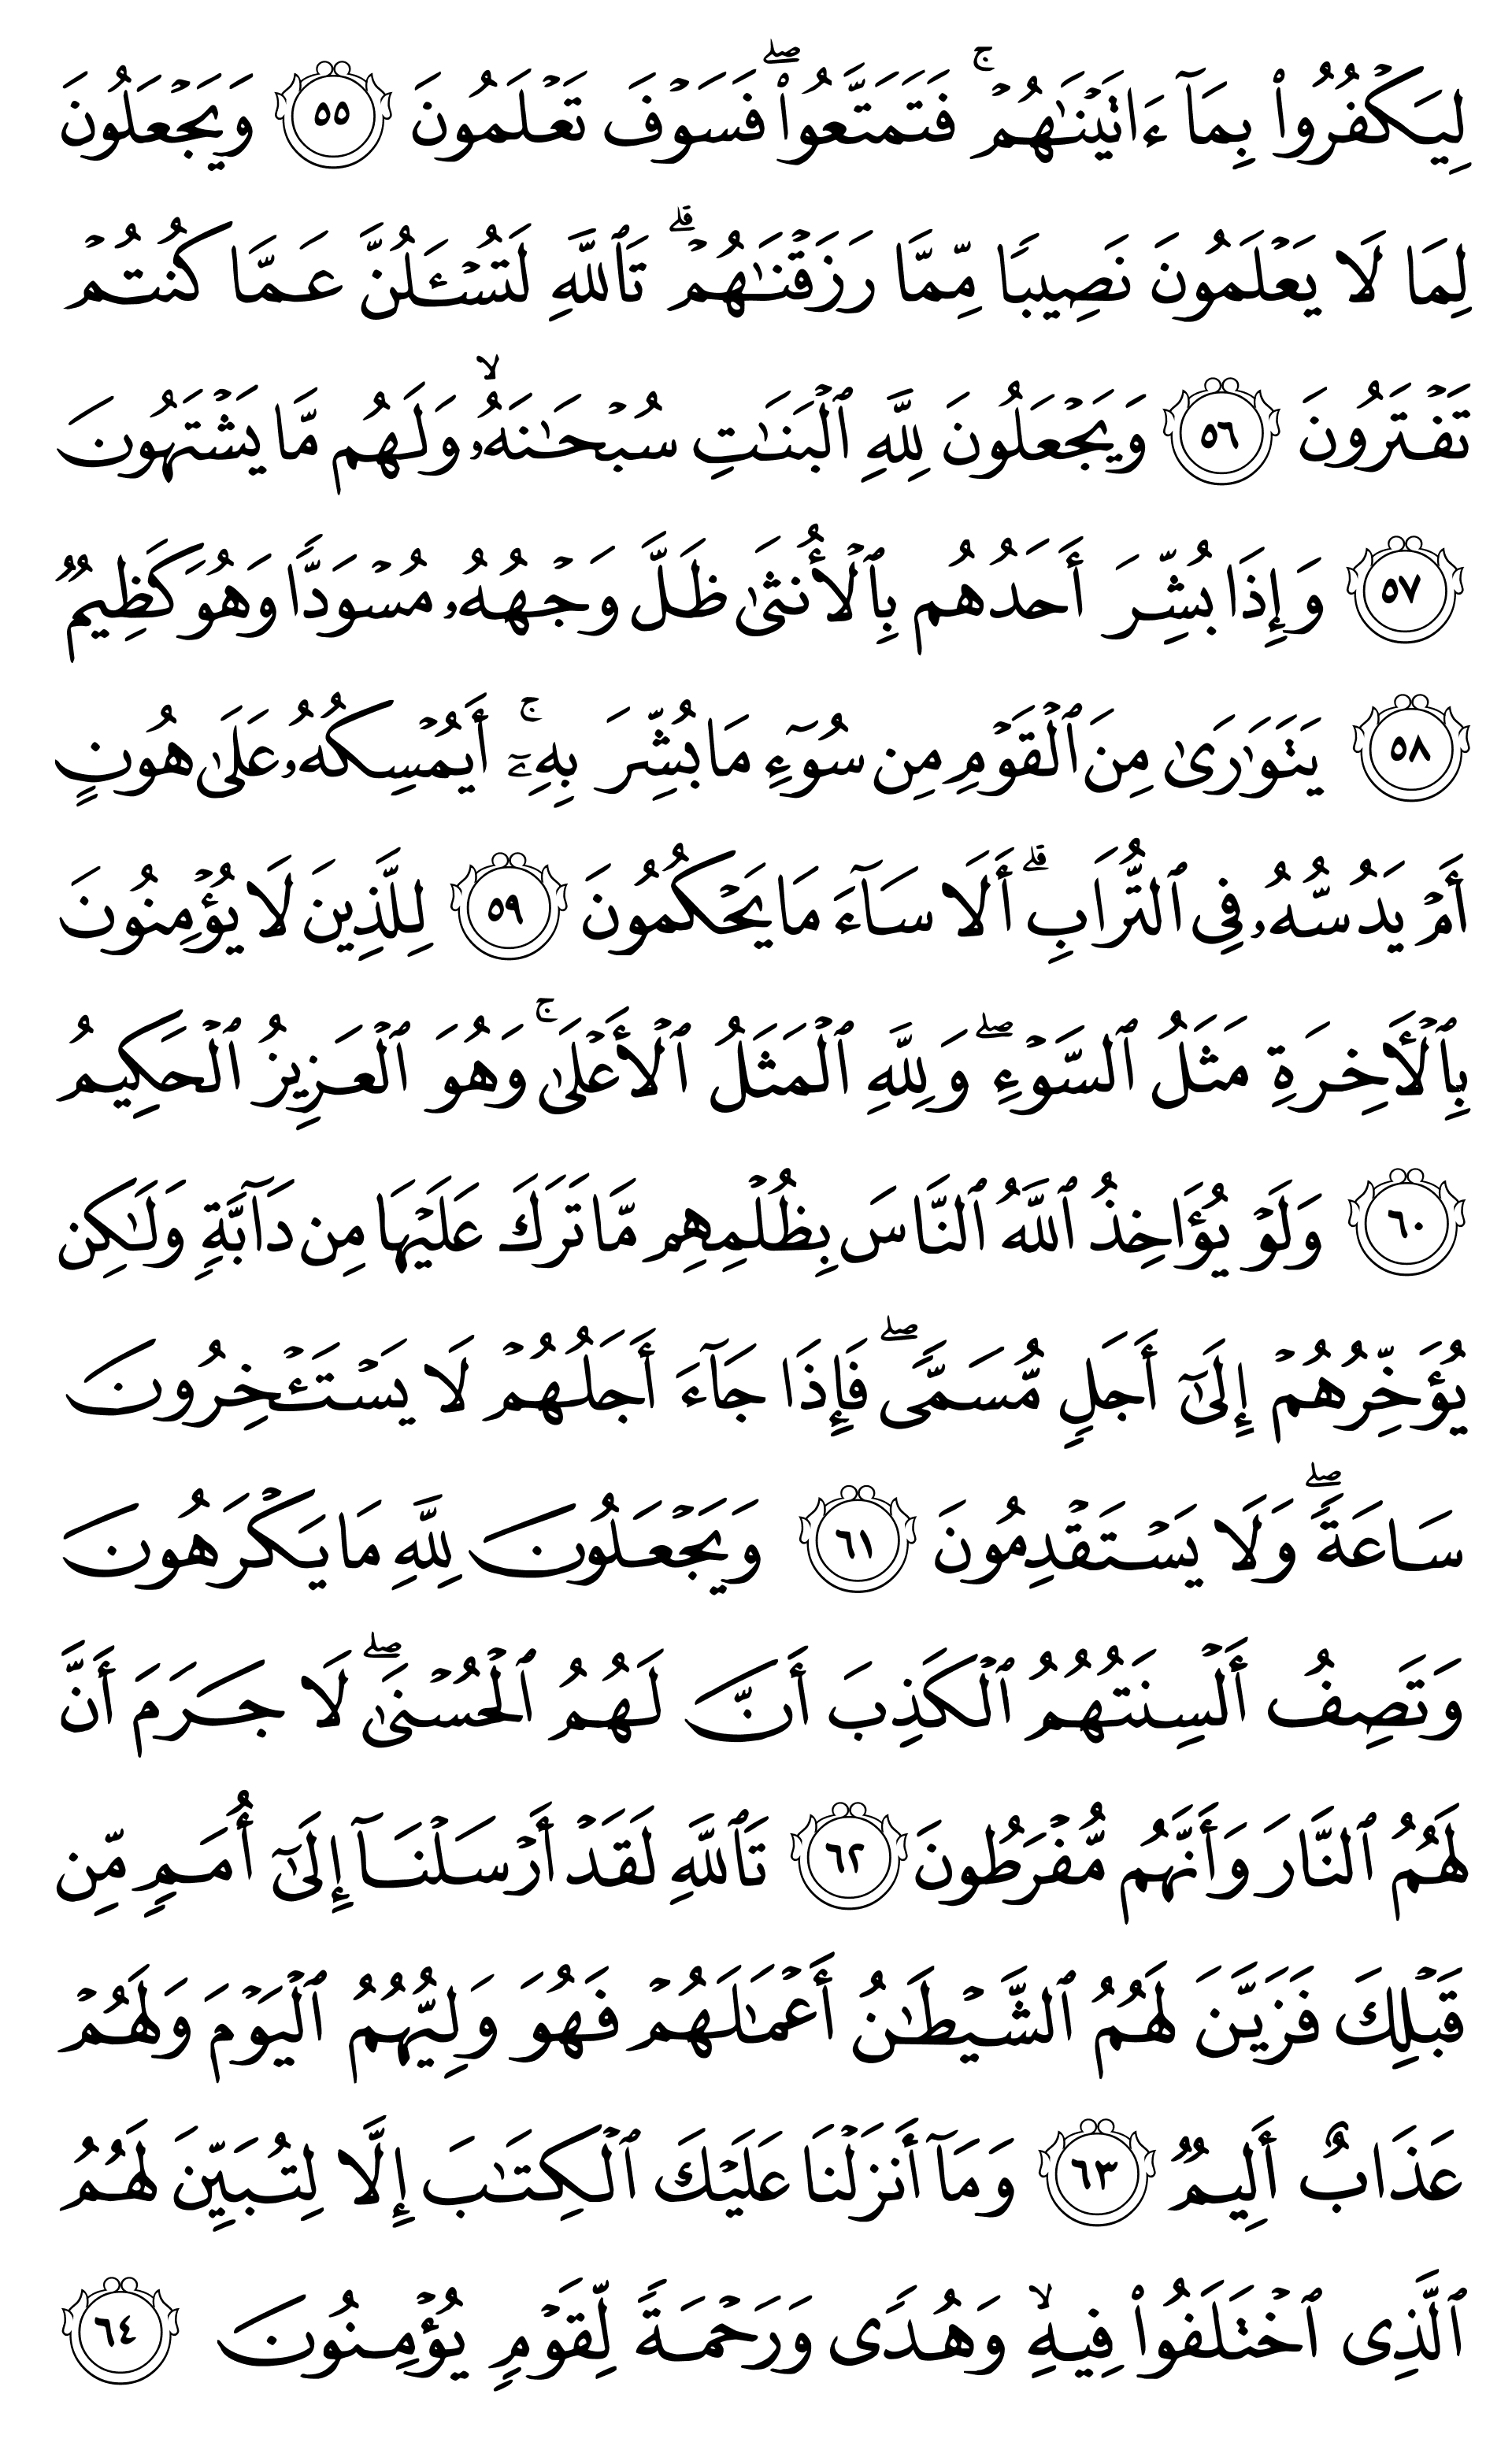 لِيَكۡفُرُواْ بِمَآ ءَاتَيۡنَٰهُمۡۚ فَتَمَتَّعُواْۖ فَسَوۡفَ تَعۡلَمُونَ ٥٥ وَيَجۡعَلُونَ
لِمَا لَا يَعۡلَمُونَ نَصِيبٗا مِّمَّا رَزَقۡنَٰهُمۡۗ تَٱللَّهِ لَتُسۡـَٔلُنَّ عَمَّا كُنتُمۡ
تَفۡتَرُونَ ٥٦ وَيَجۡعَلُونَ لِلَّهِ ٱلۡبَنَٰتِ سُبۡحَٰنَهُۥۙ وَلَهُم مَّا يَشۡتَهُونَ
٥٧ وَإِذَا بُشِّرَ أَحَدُهُم بِٱلۡأُنثَىٰ ظَلَّ وَجۡهُهُۥ مُسۡوَدّٗا وَهُوَ كَظِيمٞ
٥٨ يَتَوَٰرَىٰ مِنَ ٱلۡقَوۡمِ مِن سُوٓءِ مَا بُشِّرَ بِهِۦٓۚ أَيُمۡسِكُهُۥ عَلَىٰ هُونٍ
أَمۡ يَدُسُّهُۥ فِي ٱلتُّرَابِۗ أَلَا سَآءَ مَا يَحۡكُمُونَ ٥٩ لِلَّذِينَ لَا يُؤۡمِنُونَ
بِٱلۡأٓخِرَةِ مَثَلُ ٱلسَّوۡءِۖ وَلِلَّهِ ٱلۡمَثَلُ ٱلۡأَعۡلَىٰۚ وَهُوَ ٱلۡعَزِيزُ ٱلۡحَكِيمُ
٦٠ وَلَوۡ يُؤَاخِذُ ٱللَّهُ ٱلنَّاسَ بِظُلۡمِهِم مَّا تَرَكَ عَلَيۡهَا مِن دَآبَّةٖ وَلَٰكِن
يُؤَخِّرُهُمۡ إِلَىٰٓ أَجَلٖ مُّسَمّٗىۖ فَإِذَا جَآءَ أَجَلُهُمۡ لَا يَسۡتَـٔۡخِرُونَ
سَاعَةٗۖ وَلَا يَسۡتَقۡدِمُونَ ٦١ وَيَجۡعَلُونَ لِلَّهِ مَا يَكۡرَهُونَ
وَتَصِفُ أَلۡسِنَتُهُمُ ٱلۡكَذِبَ أَنَّ لَهُمُ ٱلۡحُسۡنَىٰۖ لَا جَرَمَ أَنَّ
لَهُمُ ٱلنَّارَ وَأَنَّهُم مُّفۡرَطُونَ ٦٢ تَٱللَّهِ لَقَدۡ أَرۡسَلۡنَآ إِلَىٰٓ أُمَمٖ مِّن
قَبۡلِكَ فَزَيَّنَ لَهُمُ ٱلشَّيۡطَٰنُ أَعۡمَٰلَهُمۡ فَهُوَ وَلِيُّهُمُ ٱلۡيَوۡمَ وَلَهُمۡ
عَذَابٌ أَلِيمٞ ٦٣ وَمَآ أَنزَلۡنَا عَلَيۡكَ ٱلۡكِتَٰبَ إِلَّا لِتُبَيِّنَ لَهُمُ
ٱلَّذِي ٱخۡتَلَفُواْ فِيهِۙ وَهُدٗى وَرَحۡمَةٗ لِّقَوۡمٖ يُؤۡمِنُونَ ٦٤